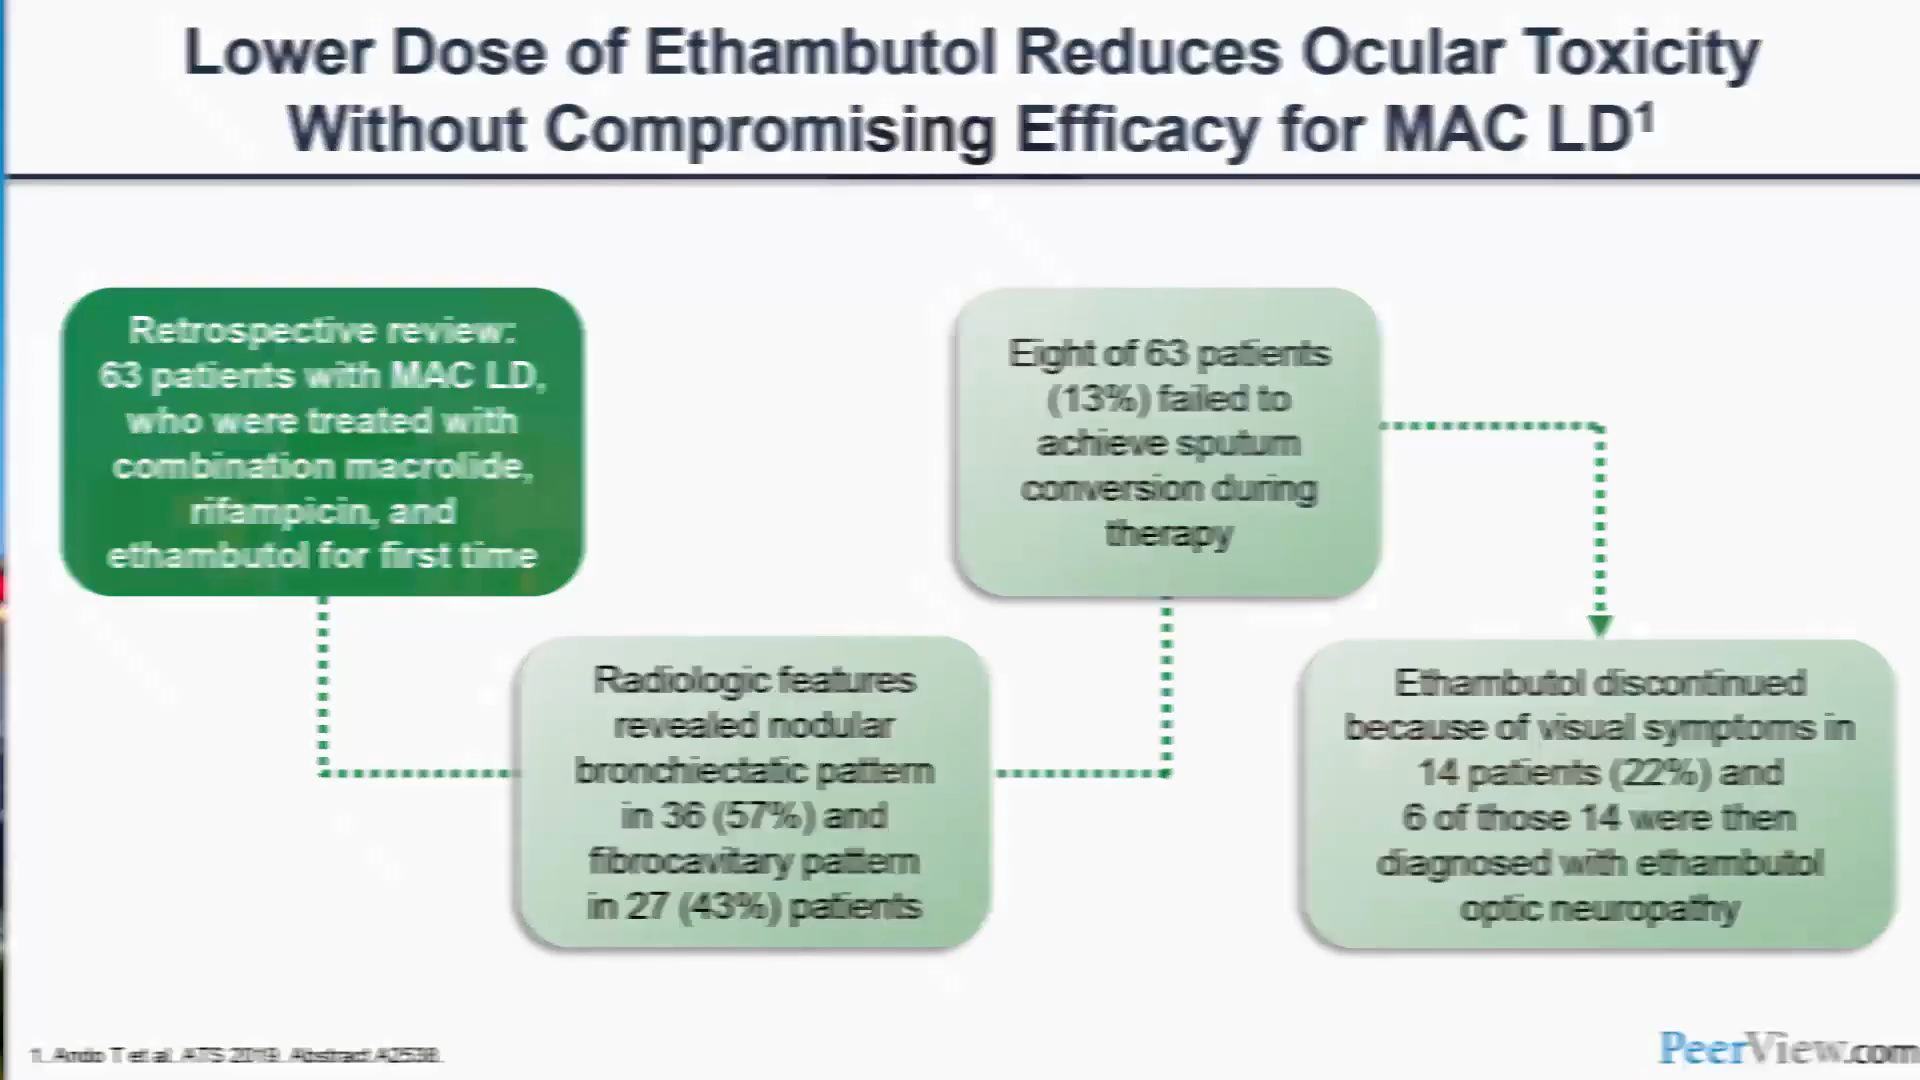 Lower Dose of Ethambutol Reduces Ocular Toxicity
Without Compromising Efficacy for MAC LD¹
Retrospective review:
63 patients with MAC LD,
who were treated with
combination macrolide,
rifampicin, and
ethambutol for first time
Radiologic features
revealed nodular
bronchiectatic pattern
in 36 (57%) and
fibrocavitary pattern
in 27 (43%) patients
Eight of 63 patients
(13%) failed to
achieve sputum
conversion during
therapy
Ethambutol discontinued
because of visual symptoms in
14 patients (22%) and
6 of those 14 were then
diagnosed with ethambutol
optic neuropathy
1. Ando T et al. ATS 2019. Abstract A2538.
PeerView.com